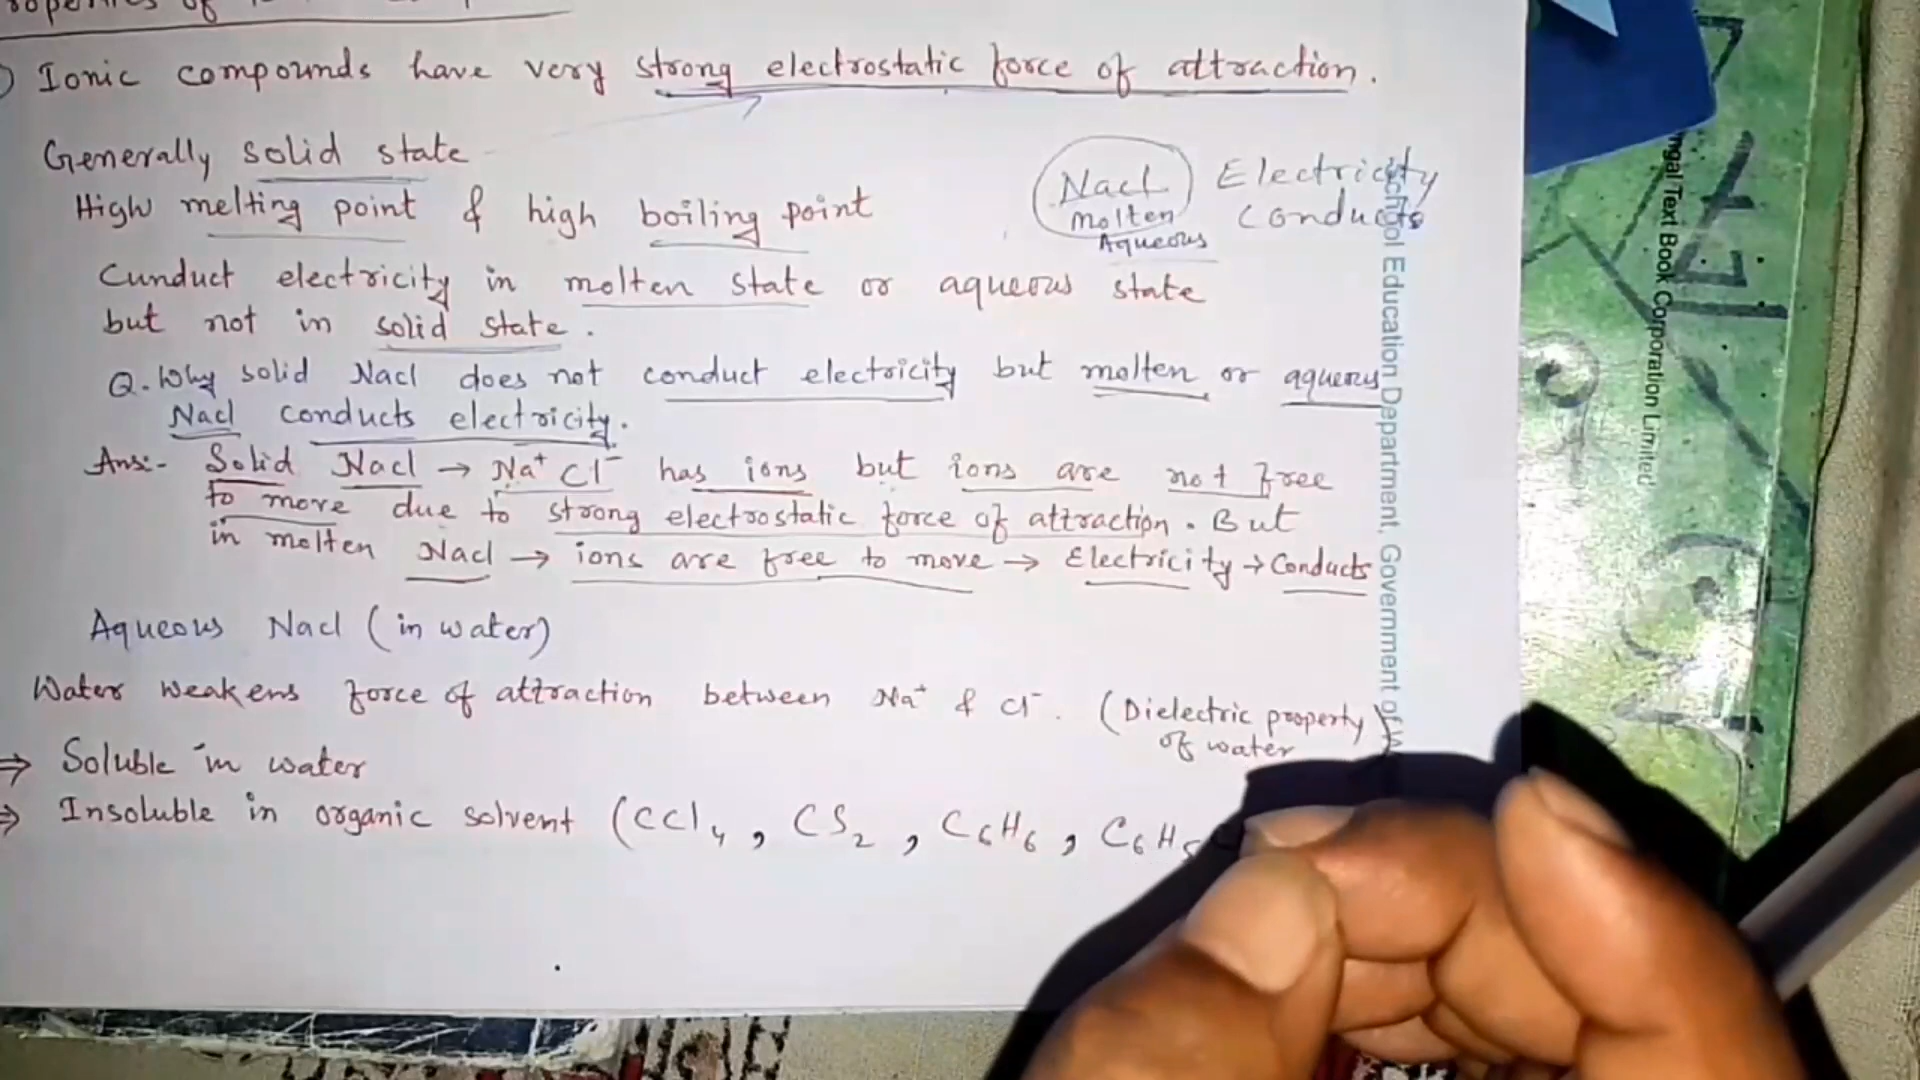 Ionic compounds have very strong electrostatic force of attraction.
Generally solid state
High melting point & high boiling point
NaCl Electricity
molten Conducts
Aqueous
Cunduct electricity in molten state or aqueous state
but not in solid state.
Q. Why solid NaCl does not conduct electricity but molten or aqueous
NaCl conducts electricity.
Ans:- Solid NaCl → Na⁺ Cl⁻ has ions but ions are not free
to move due to strong electrostatic force of attraction. But
in molten NaCl → ions are free to move → Electricity → Conducts
Aqueous NaCl (in water)
Water weakens force of attraction between Na⁺ & Cl⁻. (Dielectric property
of water)
⇒ Soluble in water
⇒ Insoluble in organic solvent (CCl₄, CS₂, C₆H₆, C₆H₅
School Education Department, Government of W
Text Book Corporation Limited